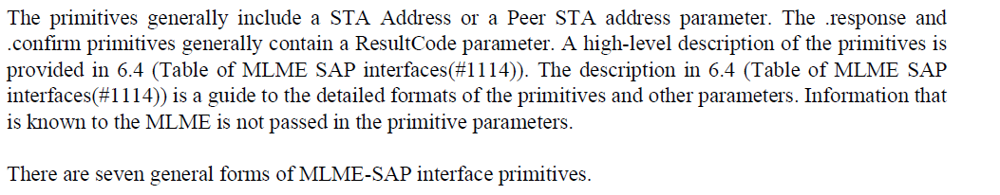 The primitives generally include a STA Address or a Peer STA address parameter. The .response and
.confirm primitives generally contain a ResultCode parameter. A high-level description of the primitives is
provided in 6.4 (Table of MLME SAP interfaces(#1114)). The description in 6.4 (Table of MLME SAP
interfaces(#1114)) is a guide to the detailed formats of the primitives and other parameters. Information that
is known to the MLME is not passed in the primitive parameters.
There are seven general forms of MLME-SAP interface primitives.